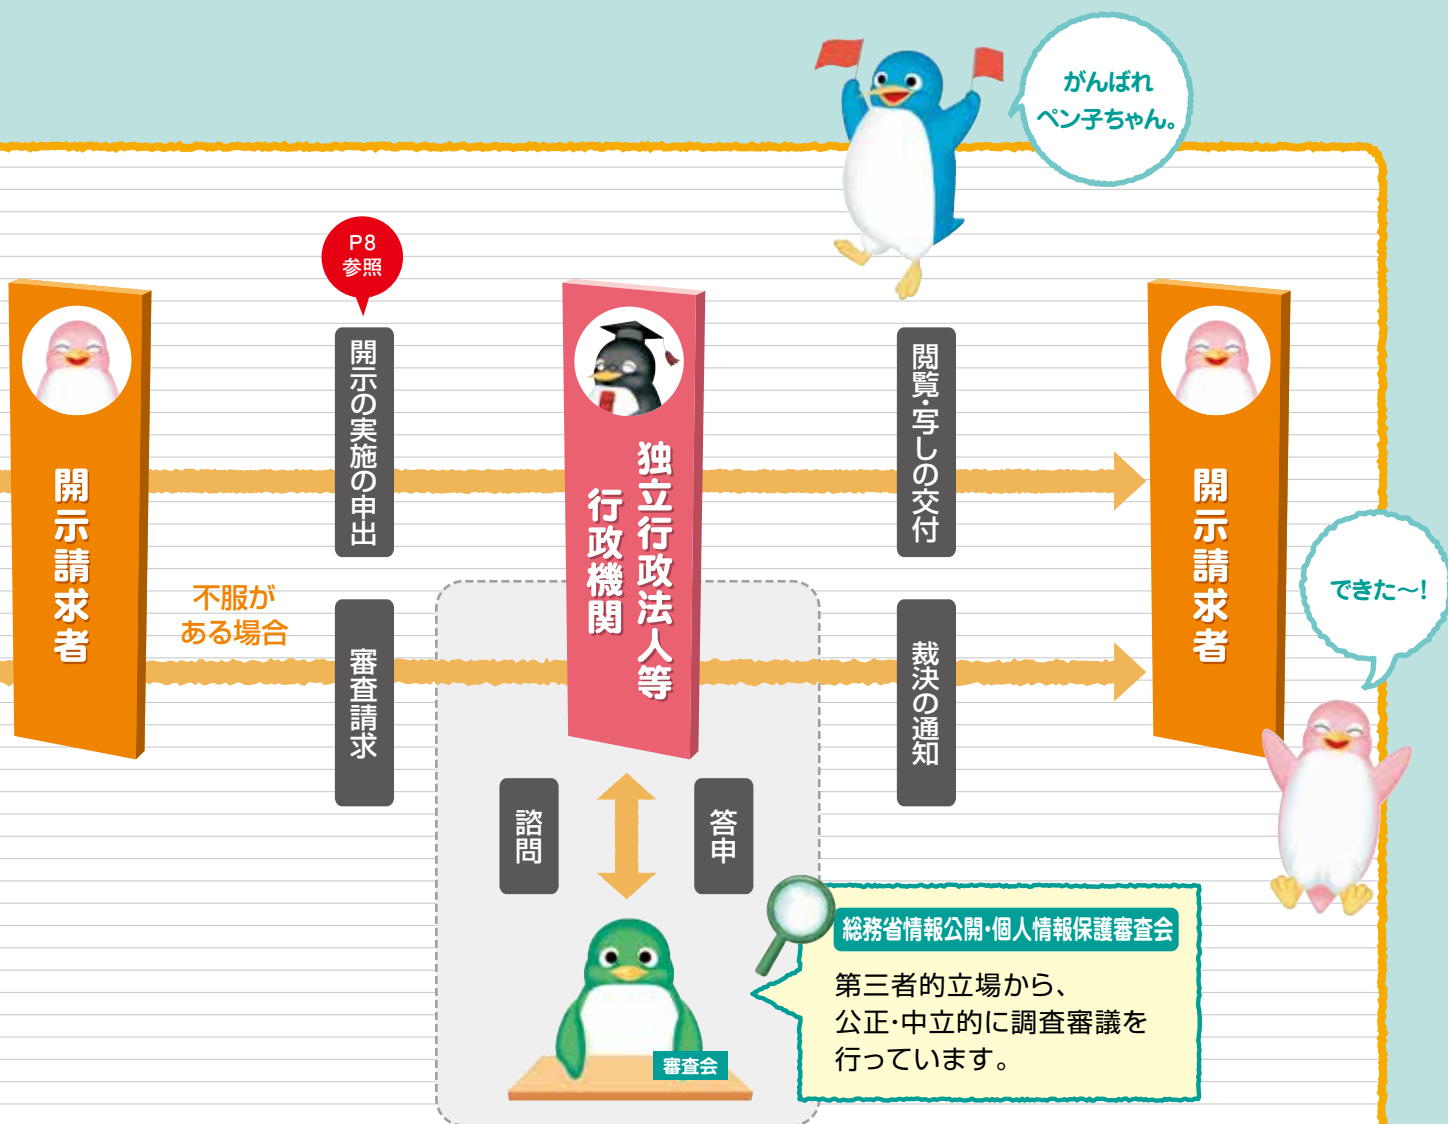 がんばれ
ペン子ちゃん。
P8
参照
開示請求者
開示の実施の申出
独立行政法人等
行政機関
閲覧・写しの交付
開示請求者
できた～!
不服が
ある場合
審査請求
裁決の通知
諮問
答申
審査会
総務省情報公開・個人情報保護審査会
第三者的立場から、
公正・中立的に調査審議を
行っています。